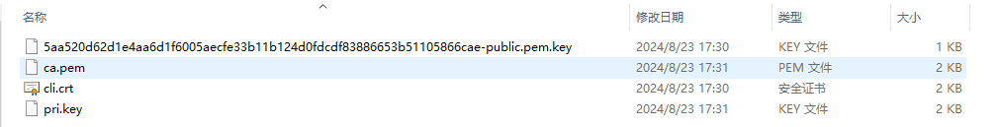 名称 修改日期 类型 大小
5aa520d62d1e4aa6d1f6005aecfe33b11b124d0fdcdf83886653b51105866cae-public.pem.key 2024/8/23 17:30 KEY 文件 1 KB
ca.pem 2024/8/23 17:31 PEM 文件 2 KB
cli.crt 2024/8/23 17:30 安全证书 2 KB
pri.key 2024/8/23 17:31 KEY 文件 2 KB